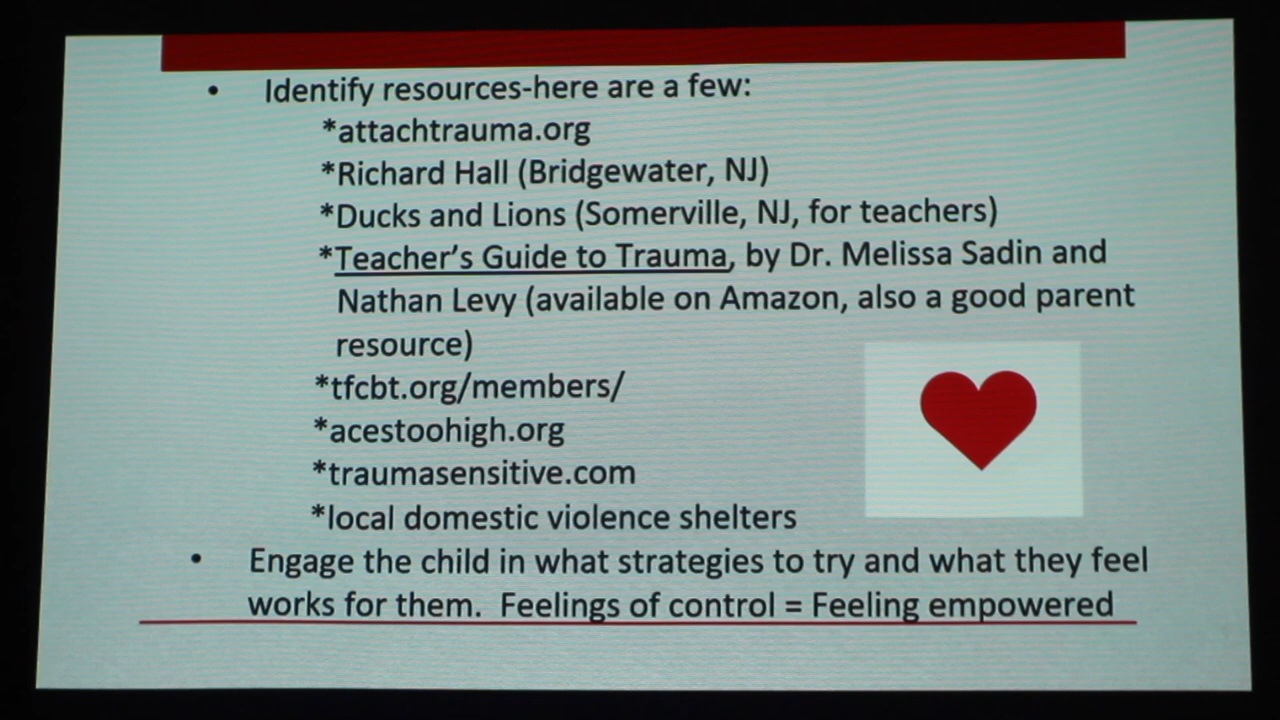 • Identify resources-here are a few:
*attachtrauma.org
*Richard Hall (Bridgewater, NJ)
*Ducks and Lions (Somerville, NJ, for teachers)
*Teacher's Guide to Trauma, by Dr. Melissa Sadin and
Nathan Levy (available on Amazon, also a good parent
resource)
*tfcbt.org/members/
*acestoohigh.org
*traumasensitive.com
*local domestic violence shelters
• Engage the child in what strategies to try and what they feel
works for them.  Feelings of control = Feeling empowered